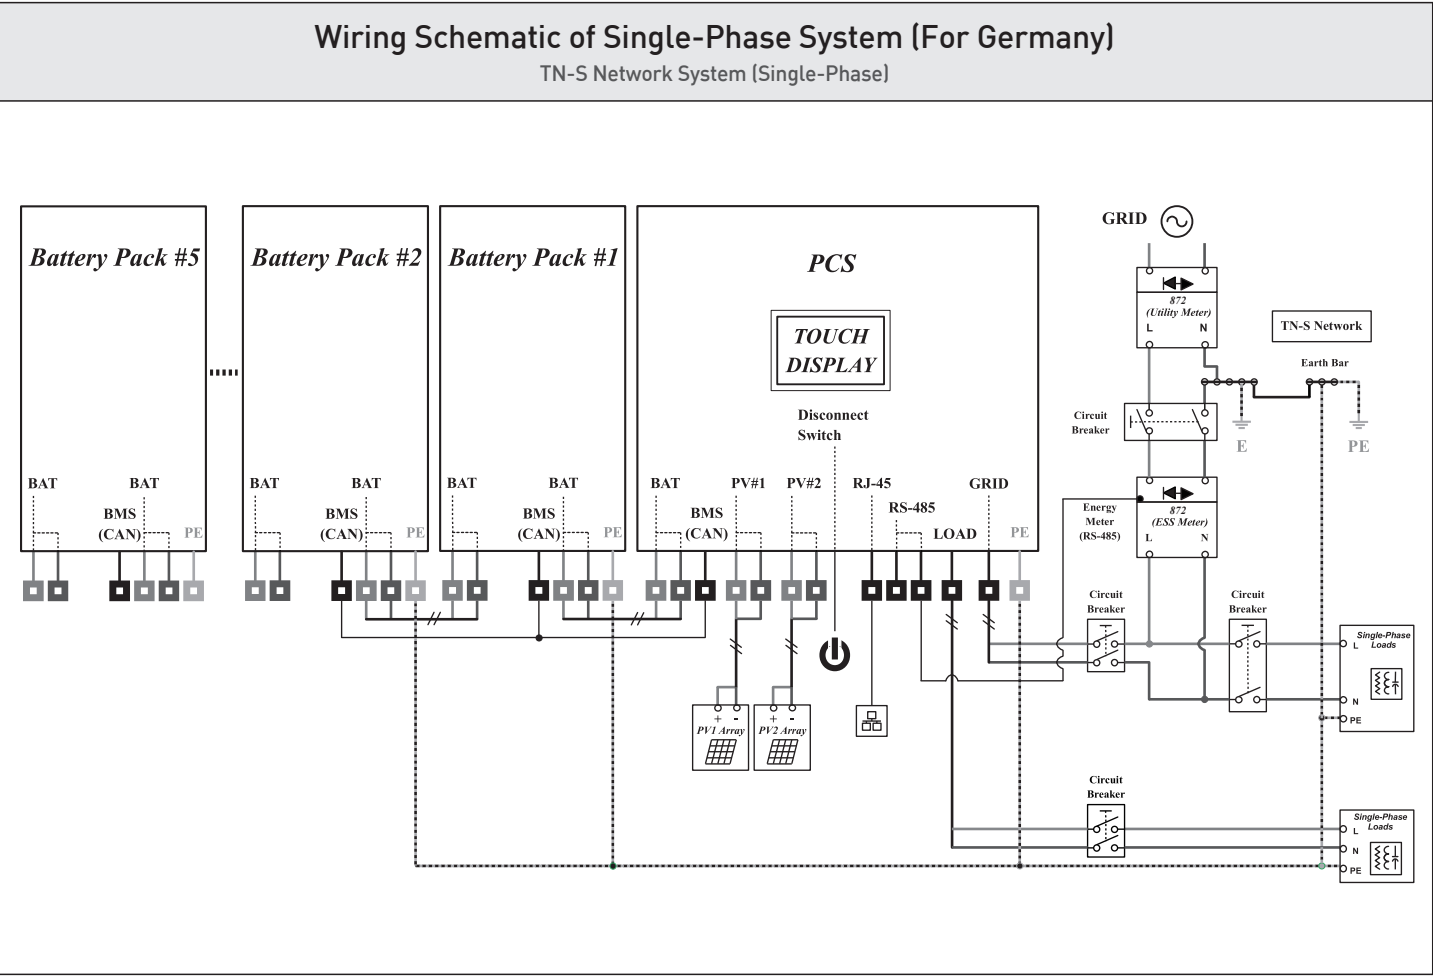 Wiring Schematic of Single-Phase System (For Germany)
TN-S Network System (Single-Phase)
Battery Pack #5
Battery Pack #2
Battery Pack #1
PCS
TOUCH
DISPLAY
Disconnect
Switch
BAT
BAT
BMS
(CAN)
PE
BAT
BAT
BMS
(CAN)
PE
BAT
BAT
BMS
(CAN)
PE
BAT
BMS
(CAN)
PV#1
PV#2
RJ-45
RS-485
LOAD
GRID
PE
GRID
872
(Utility Meter)
L
N
TN-S Network
Earth Bar
Circuit
Breaker
E
PE
Energy
Meter
(RS-485)
872
(ESS Meter)
L
N
Circuit
Breaker
Circuit
Breaker
Single-Phase
Loads
L
N
PE
+
-
PV1 Array
+
-
PV2 Array
Circuit
Breaker
Single-Phase
Loads
L
N
PE